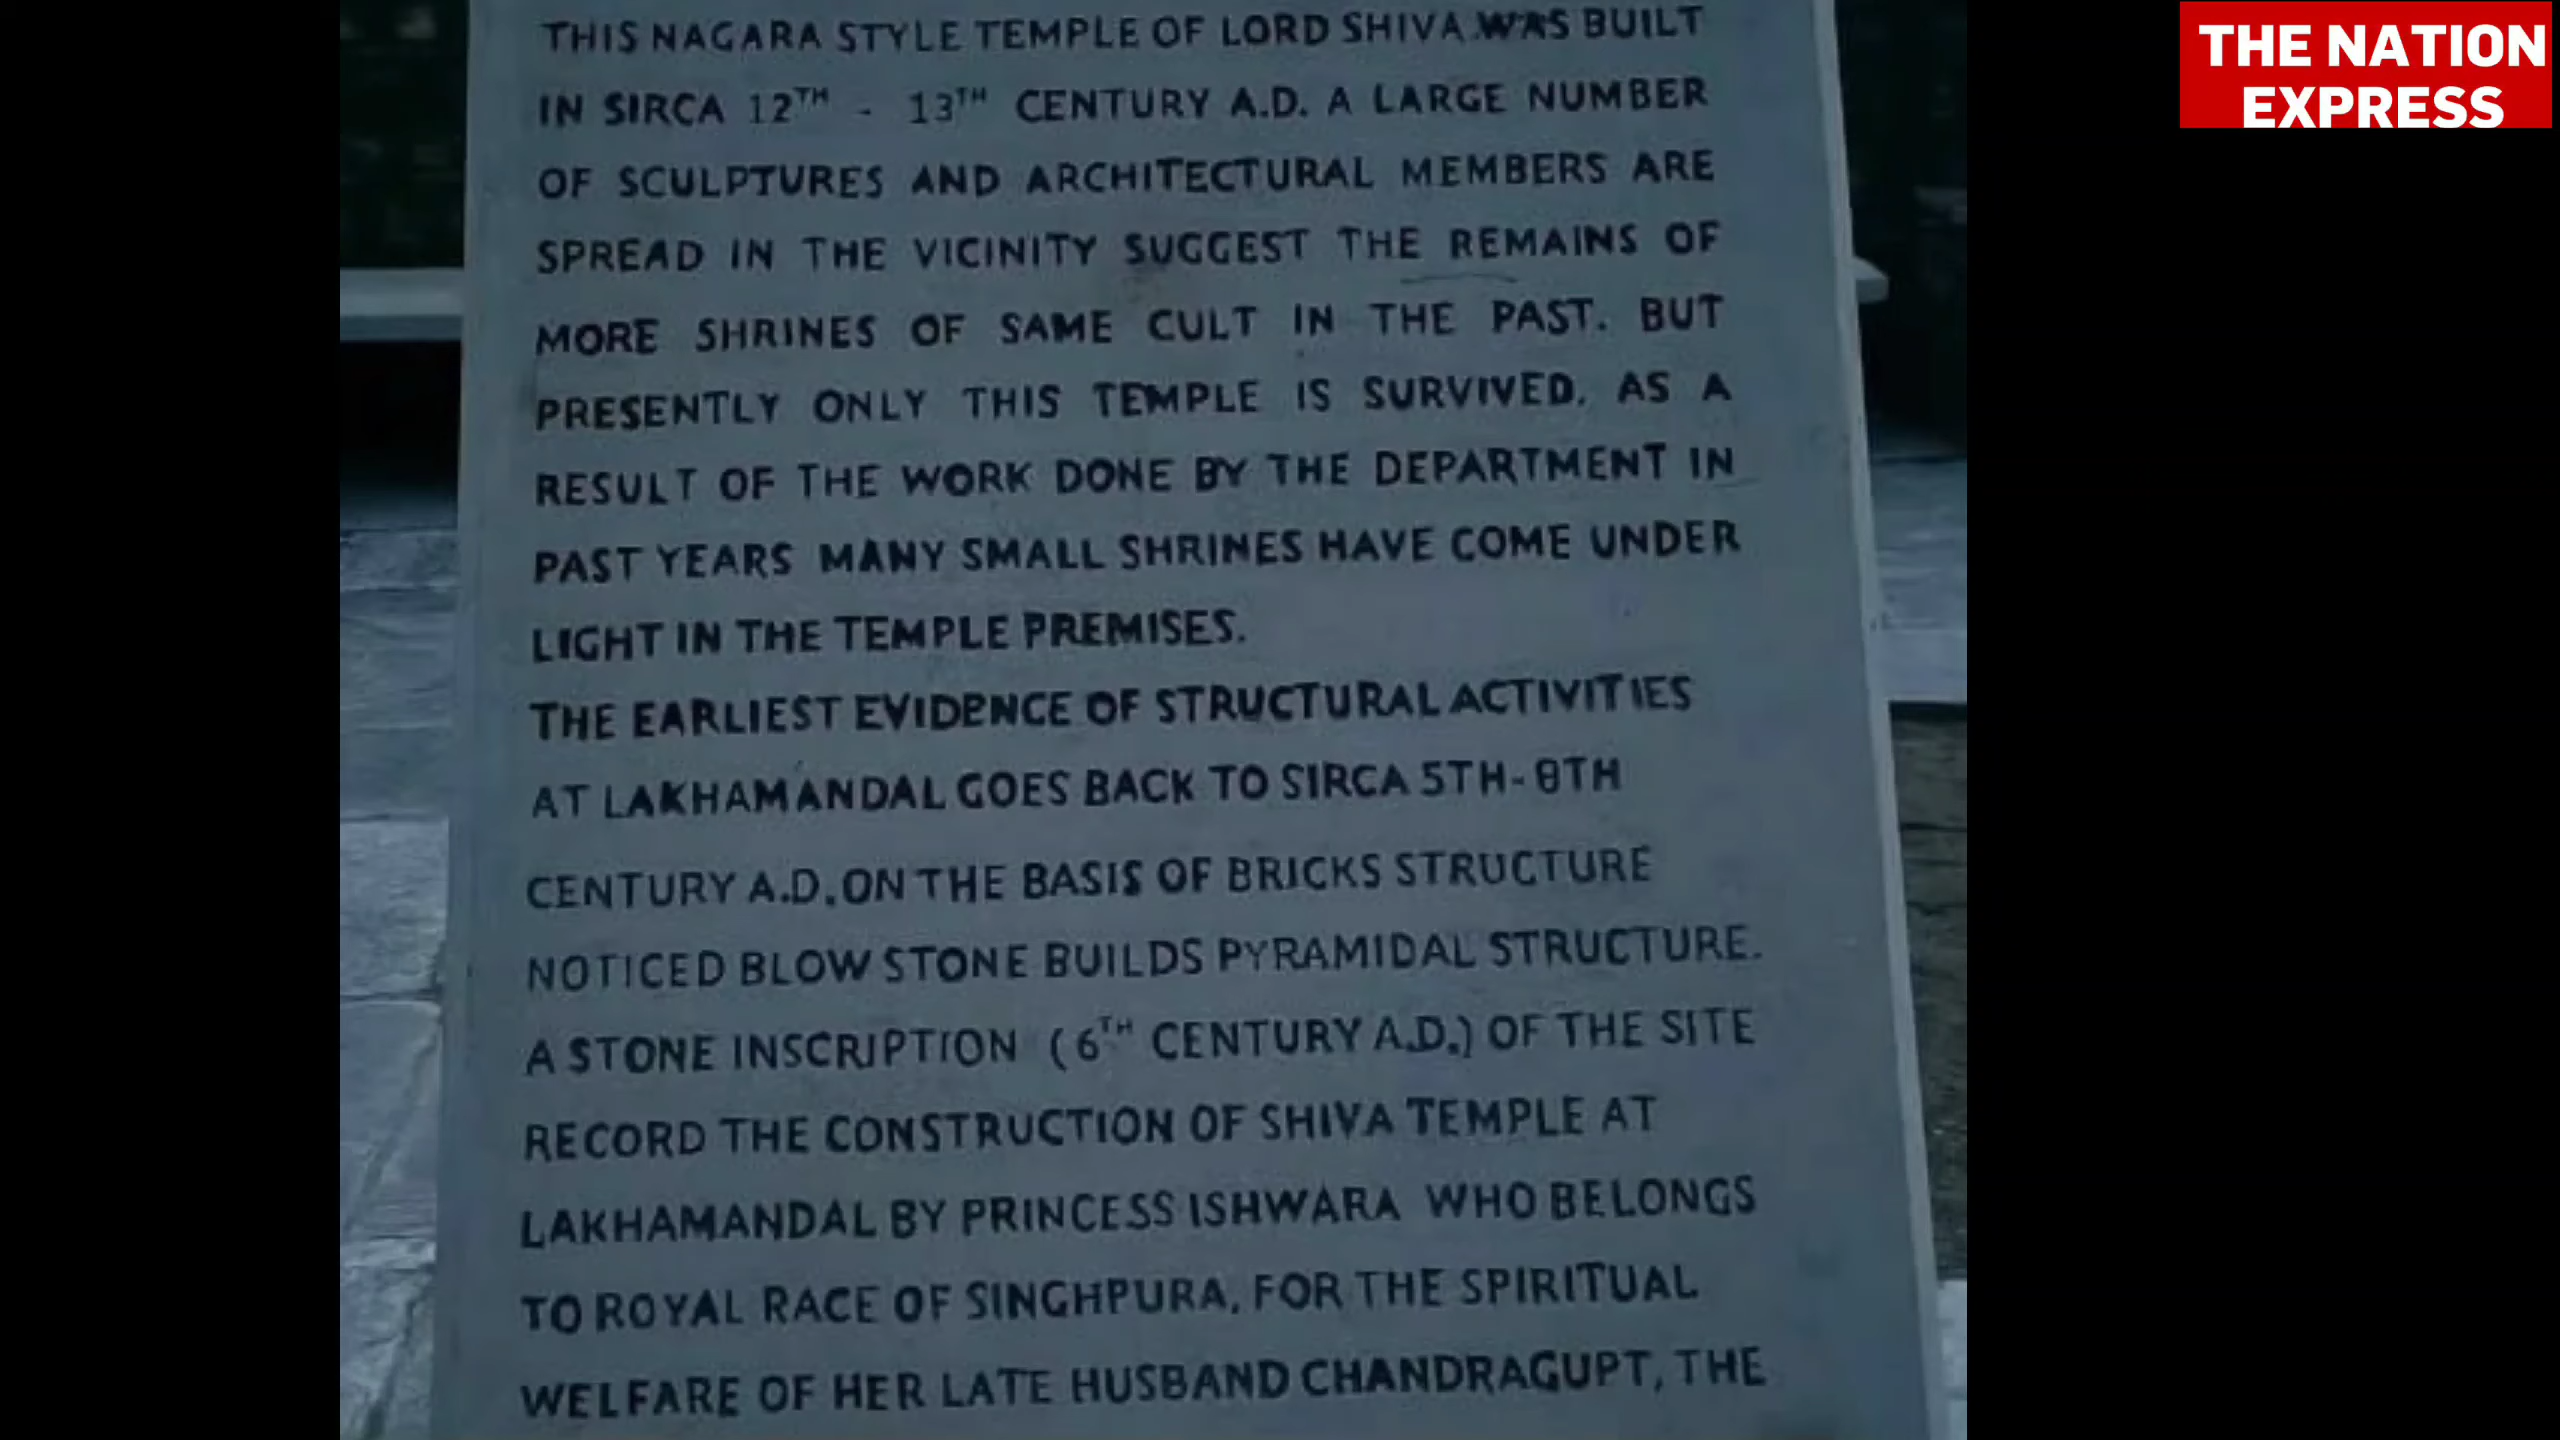 THE NATION
EXPRESS
THIS NAGARA STYLE TEMPLE OF LORD SHIVA WAS BUILT
IN SIRCA 12TH - 13TH CENTURY A.D. A LARGE NUMBER
OF SCULPTURES AND ARCHITECTURAL MEMBERS ARE
SPREAD IN THE VICINITY SUGGEST THE REMAINS OF
MORE SHRINES OF SAME CULT IN THE PAST. BUT
PRESENTLY ONLY THIS TEMPLE IS SURVIVED. AS A
RESULT OF THE WORK DONE BY THE DEPARTMENT IN
PAST YEARS MANY SMALL SHRINES HAVE COME UNDER
LIGHT IN THE TEMPLE PREMISES.
THE EARLIEST EVIDENCE OF STRUCTURAL ACTIVITIES
AT LAKHAMANDAL GOES BACK TO SIRCA 5TH-8TH
CENTURY A.D. ON THE BASIS OF BRICKS STRUCTURE
NOTICED BLOW STONE BUILDS PYRAMIDAL STRUCTURE.
A STONE INSCRIPTION (6TH CENTURY A.D.) OF THE SITE
RECORD THE CONSTRUCTION OF SHIVA TEMPLE AT
LAKHAMANDAL BY PRINCESS ISHWARA WHO BELONGS
TO ROYAL RACE OF SINGHPURA, FOR THE SPIRITUAL
WELFARE OF HER LATE HUSBAND CHANDRAGUPT, THE